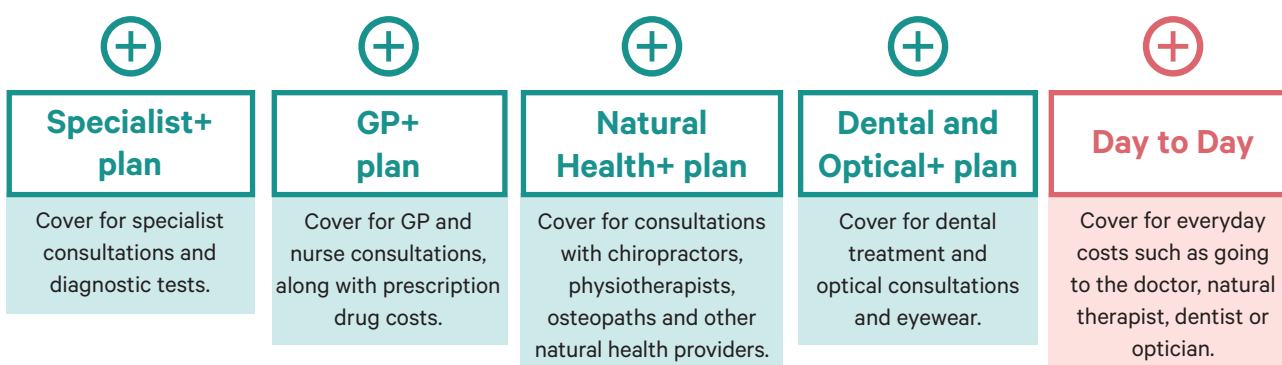 Specialist+
plan
Cover for specialist
consultations and
diagnostic tests.
GP+
plan
Cover for GP and
nurse consultations,
along with prescription
drug costs.
Natural
Health+ plan
Cover for consultations
with chiropractors,
physiotherapists,
osteopaths and other
natural health providers.
Dental and
Optical+ plan
Cover for dental
treatment and
optical consultations
and eyewear.
Day to Day
Cover for everyday
costs such as going
to the doctor, natural
therapist, dentist or
optician.